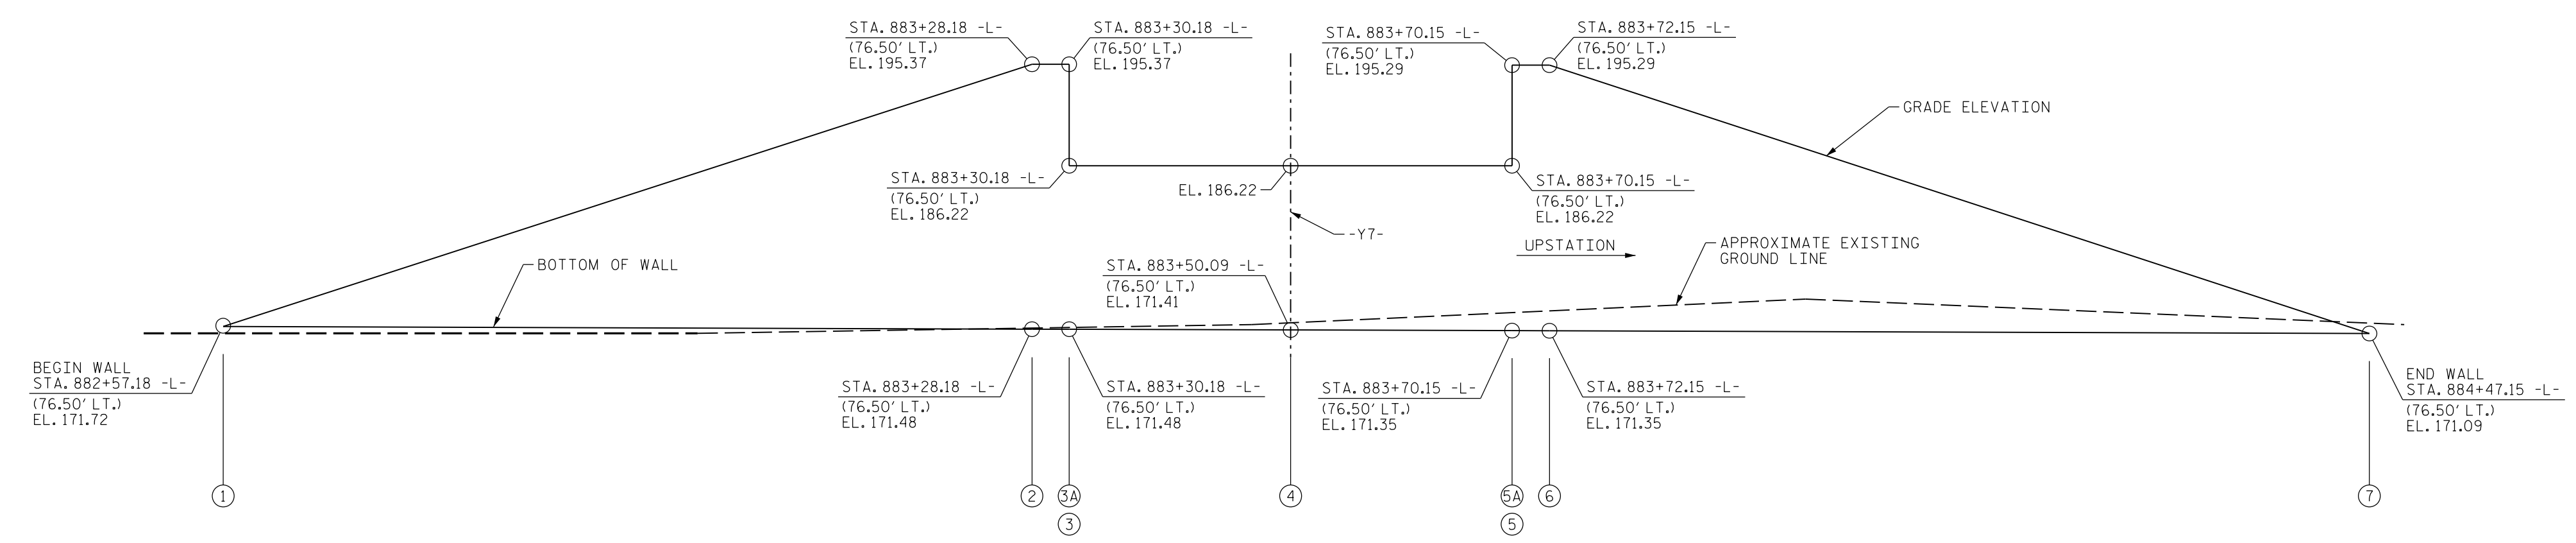 STA. 883+28.18 -L-
(76.50' LT.)
EL. 195.37
STA. 883+30.18 -L-
(76.50' LT.)
EL. 195.37
STA. 883+70.15 -L-
(76.50' LT.)
EL. 195.29
STA. 883+72.15 -L-
(76.50' LT.)
EL. 195.29
GRADE ELEVATION
STA. 883+30.18 -L-
(76.50' LT.)
EL. 186.22
EL. 186.22
STA. 883+70.15 -L-
(76.50' LT.)
EL. 186.22
-Y7-
UPSTATION
APPROXIMATE EXISTING
GROUND LINE
BOTTOM OF WALL
STA. 883+50.09 -L-
(76.50' LT.)
EL. 171.41
BEGIN WALL
STA. 882+57.18 -L-
(76.50' LT.)
EL. 171.72
STA. 883+28.18 -L-
(76.50' LT.)
EL. 171.48
STA. 883+30.18 -L-
(76.50' LT.)
EL. 171.48
STA. 883+70.15 -L-
(76.50' LT.)
EL. 171.35
STA. 883+72.15 -L-
(76.50' LT.)
EL. 171.35
END WALL
STA. 884+47.15 -L-
(76.50' LT.)
EL. 171.09
1
2
3A
4
5A
6
7
3
5